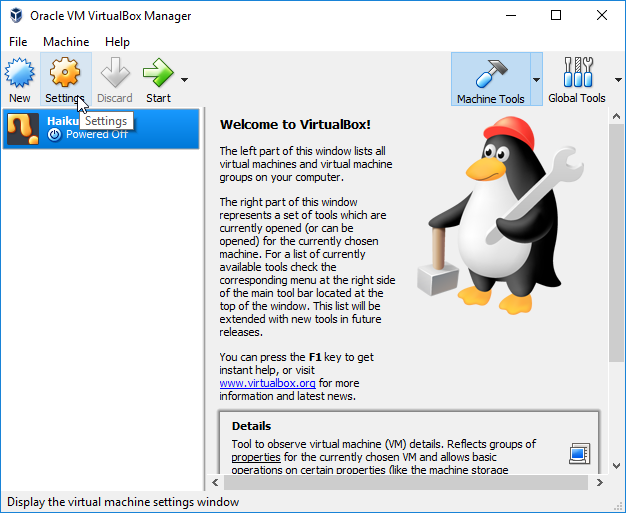 Oracle VM VirtualBox Manager
File Machine Help
New Settings Discard Start Machine Tools Global Tools
Haiku
Powered Off
Settings
Welcome to VirtualBox!
The left part of this window lists all
virtual machines and virtual machine
groups on your computer.
The right part of this window
represents a set of tools which are
currently opened (or can be
opened) for the currently chosen
machine. For a list of currently
available tools check the
corresponding menu at the right side
of the main tool bar located at the
top of the window. This list will be
extended with new tools in future
releases.
You can press the F1 key to get
instant help, or visit
www.virtualbox.org for more
information and latest news.
Details
Tool to observe virtual machine (VM) details. Reflects groups of
properties for the currently chosen VM and allows basic
operations on certain properties (like the machine storage
Display the virtual machine settings window